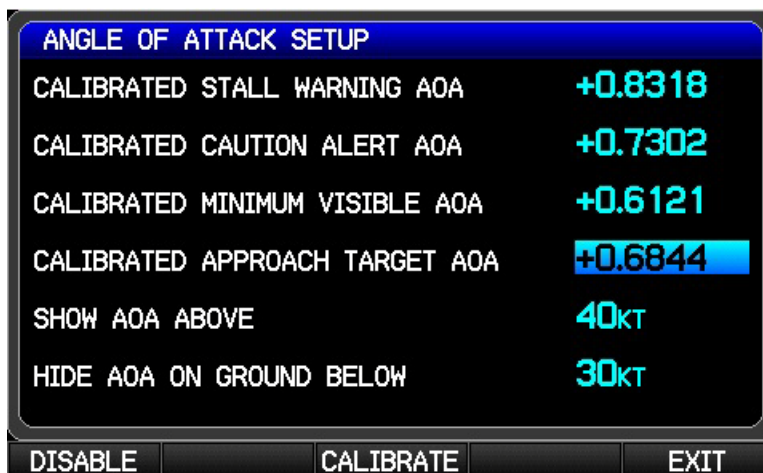 ANGLE OF ATTACK SETUP
CALIBRATED STALL WARNING AOA +0.8318
CALIBRATED CAUTION ALERT AOA +0.7302
CALIBRATED MINIMUM VISIBLE AOA +0.6121
CALIBRATED APPROACH TARGET AOA +0.6844
SHOW AOA ABOVE 40KT
HIDE AOA ON GROUND BELOW 30KT
DISABLE CALIBRATE EXIT